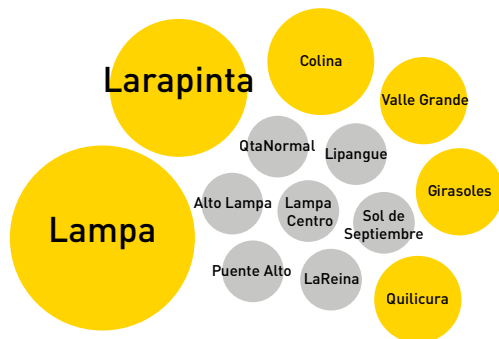 Colina
Larapinta
Valle Grande
QtaNormal
Lipangue
Girasoles
Alto Lampa
Lampa
Centro
Sol de
Septiembre
Lampa
Puente Alto
LaReina
Quilicura